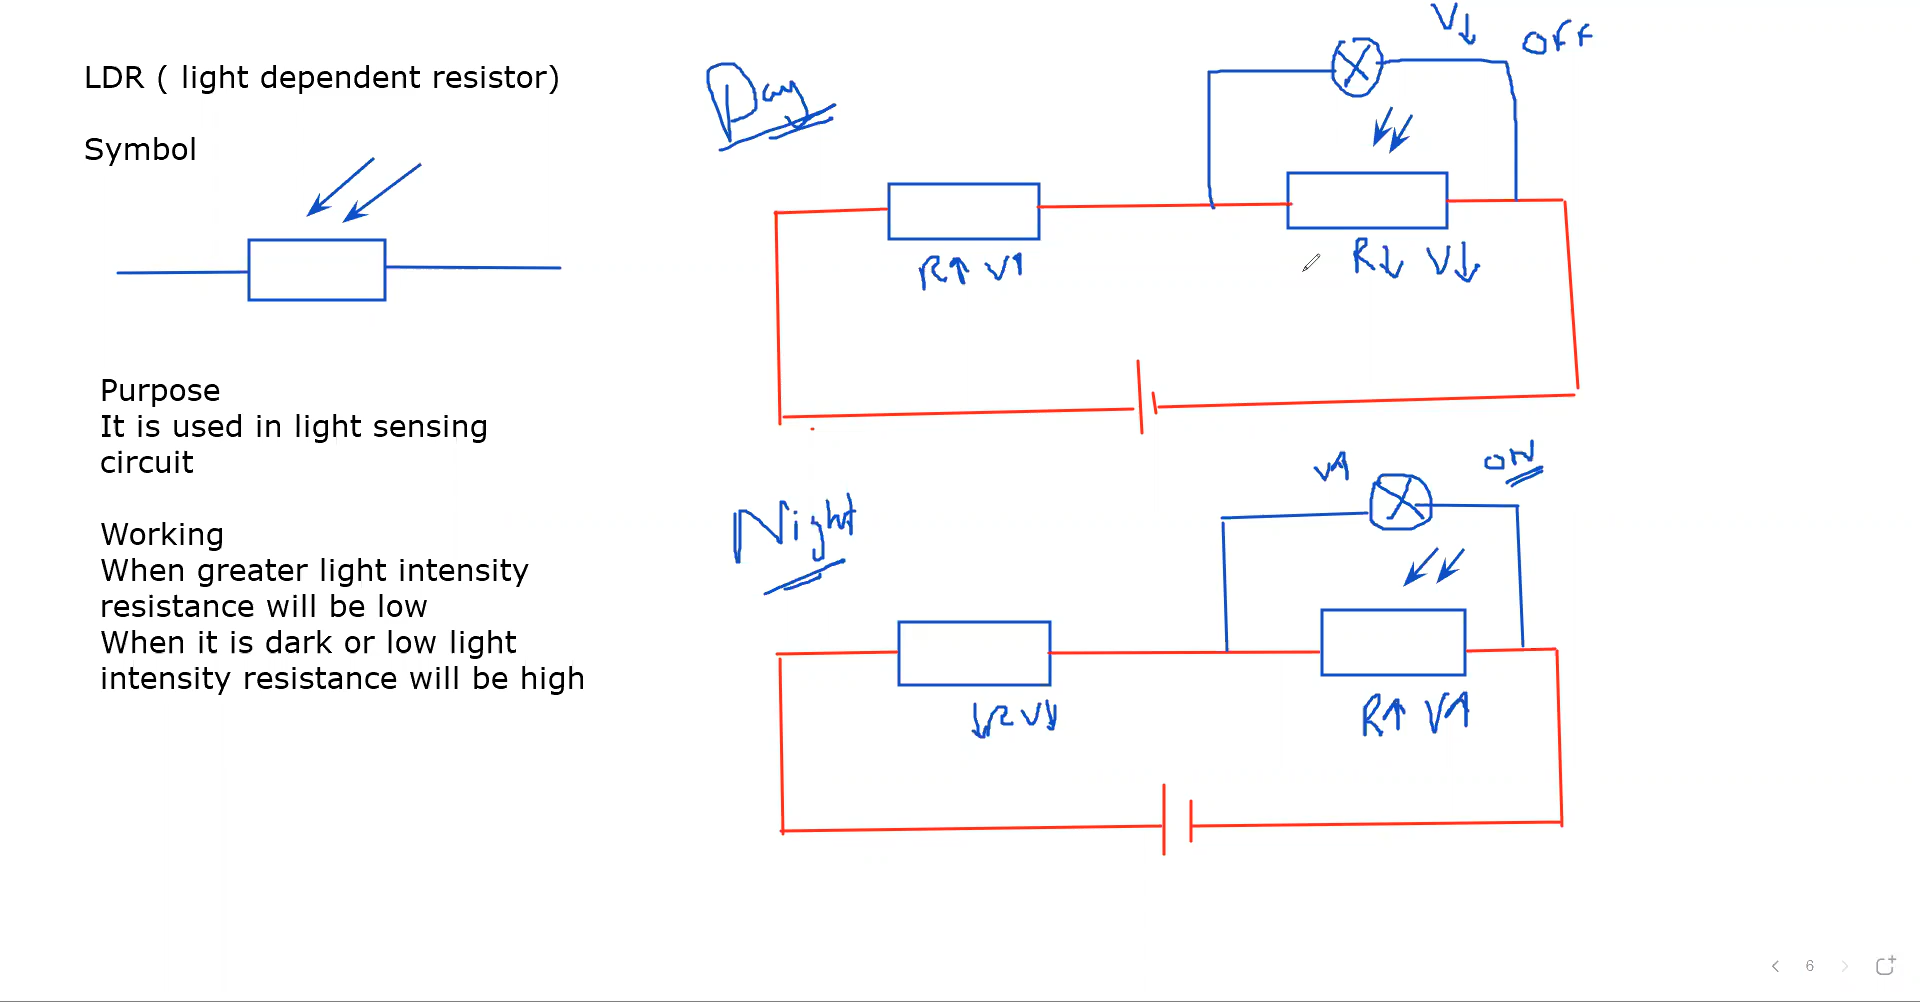 LDR ( light dependent resistor)
Symbol
Purpose
It is used in light sensing
circuit
Working
When greater light intensity
resistance will be low
When it is dark or low light
intensity resistance will be high
Day
V↓
OFF
R↑ V↑
R↓ V↓
Night
V↑
ON
↓R V↓
R↑ V↑
6